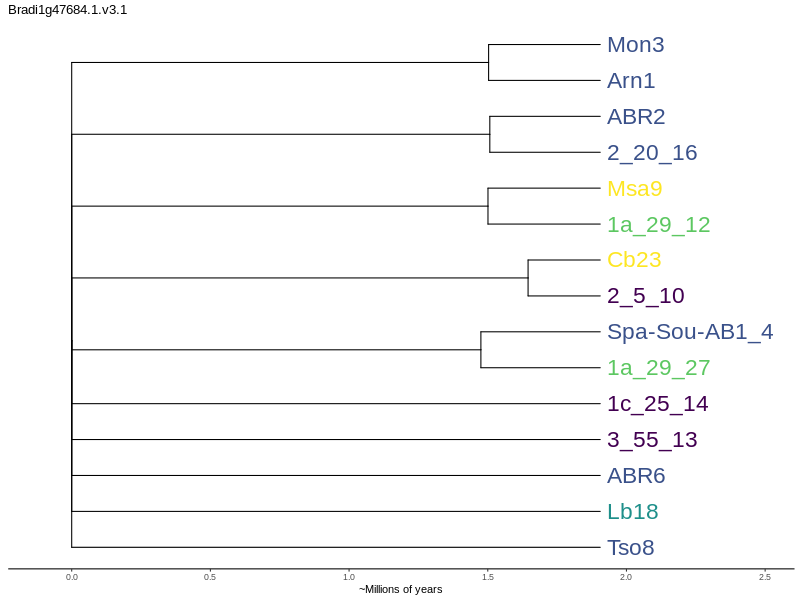 Bradi1g47684.1.v3.1
Mon3
Arn1
ABR2
2_20_16
Msa9
1a_29_12
Cb23
2_5_10
Spa-Sou-AB1_4
1a_29_27
1c_25_14
3_55_13
ABR6
Lb18
Tso8
0.0 0.5 1.0 1.5 2.0 2.5
~Millions of years